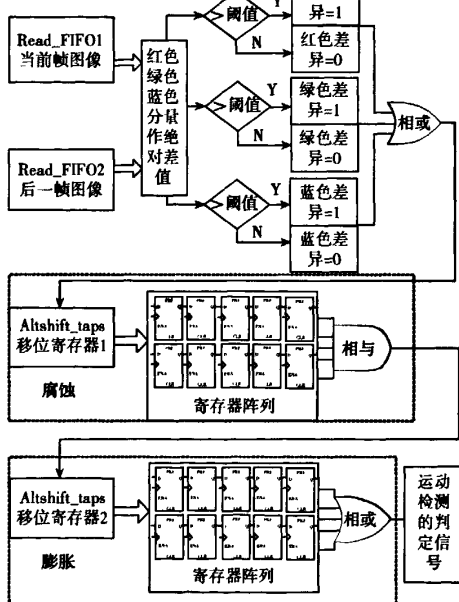 Read_FIFO1
当前帧图像
Read_FIFO2
后一帧图像
红色
绿色
蓝色
分量
作绝
对差
值
>阈值
Y
N
异=1
红色差
异=0
>阈值
Y
N
绿色差
异=1
绿色差
异=0
>阈值
Y
N
蓝色差
异=1
蓝色差
异=0
相或
Altshift_taps
移位寄存器1
腐蚀
寄存器阵列
相与
Altshift_taps
移位寄存器2
膨胀
寄存器阵列
相或
运动
检测
的判
定信
号